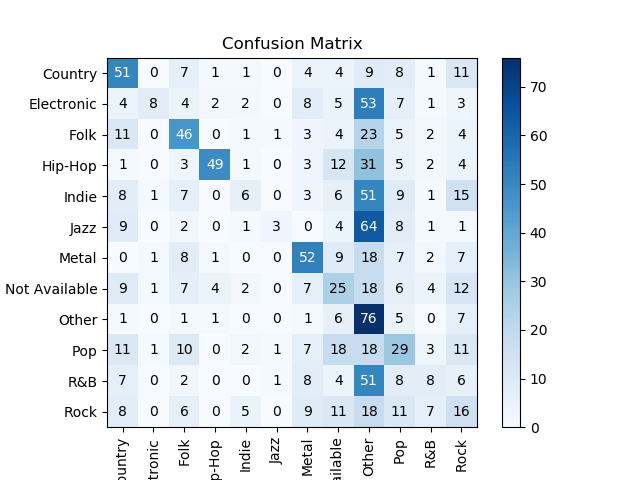 Confusion Matrix
Country 51 0 7 1 1 0 4 4 9 8 1 11
Electronic 4 8 4 2 2 0 8 5 53 7 1 3
Folk 11 0 46 0 1 1 3 4 23 5 2 4
Hip-Hop 1 0 3 49 1 0 3 12 31 5 2 4
Indie 8 1 7 0 6 0 3 6 51 9 1 15
Jazz 9 0 2 0 1 3 0 4 64 8 1 1
Metal 0 1 8 1 0 0 52 9 18 7 2 7
Not Available 9 1 7 4 2 0 7 25 18 6 4 12
Other 1 0 1 1 0 0 1 6 76 5 0 7
Pop 11 1 10 0 2 1 7 18 18 29 3 11
R&B 7 0 2 0 0 1 8 4 51 8 8 6
Rock 8 0 6 0 5 0 9 11 18 11 7 16
ountry tronic Folk p-Hop Indie Jazz Metal ailable Other Pop R&B Rock
70
60
50
40
30
20
10
0